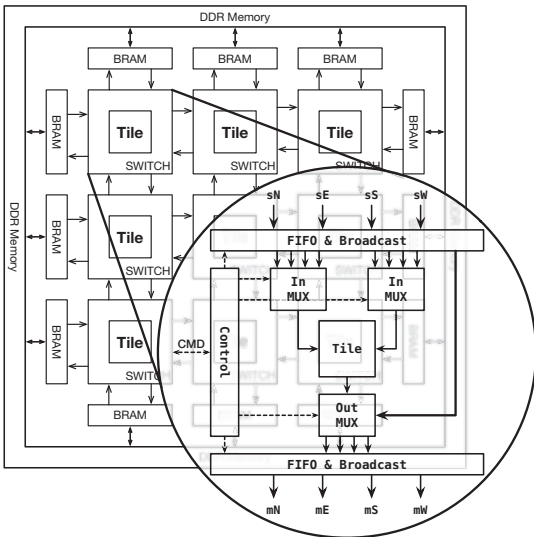 DDR Memory
BRAM
BRAM
BRAM
BRAM
Tile
Tile
Tile
BRAM
SWITCH
SWITCH
SWITCH
DDR Memory
sN
sE
sS
sW
BRAM
Tile
FIFO & Broadcast
SWITCH
In MUX
In MUX
BRAM
Tile
CMD
Control
Tile
SWITCH
BRAM
Out MUX
FIFO & Broadcast
mN
mE
mS
mW